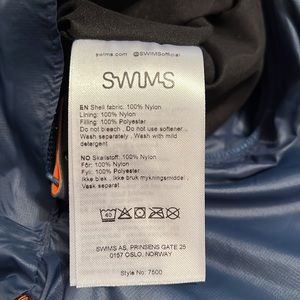 swims.com @SWIMSofficial
SWIMS
EN Shell fabric: 100% Nylon
Lining: 100% Nylon
Filling: 100% Polyester
Do not bleach , Do not use softener ,
Wash separately , Wash with mild
detergent
NO Skallstoff: 100% Nylon
Fôr: 100% Nylon
Fyll: 100% Polyester
Ikke blek , Ikke bruk mykningsmiddel ,
Vask separat
40
SWIMS AS, PRINSENS GATE 25
0157 OSLO, NORWAY
Style No: 7500